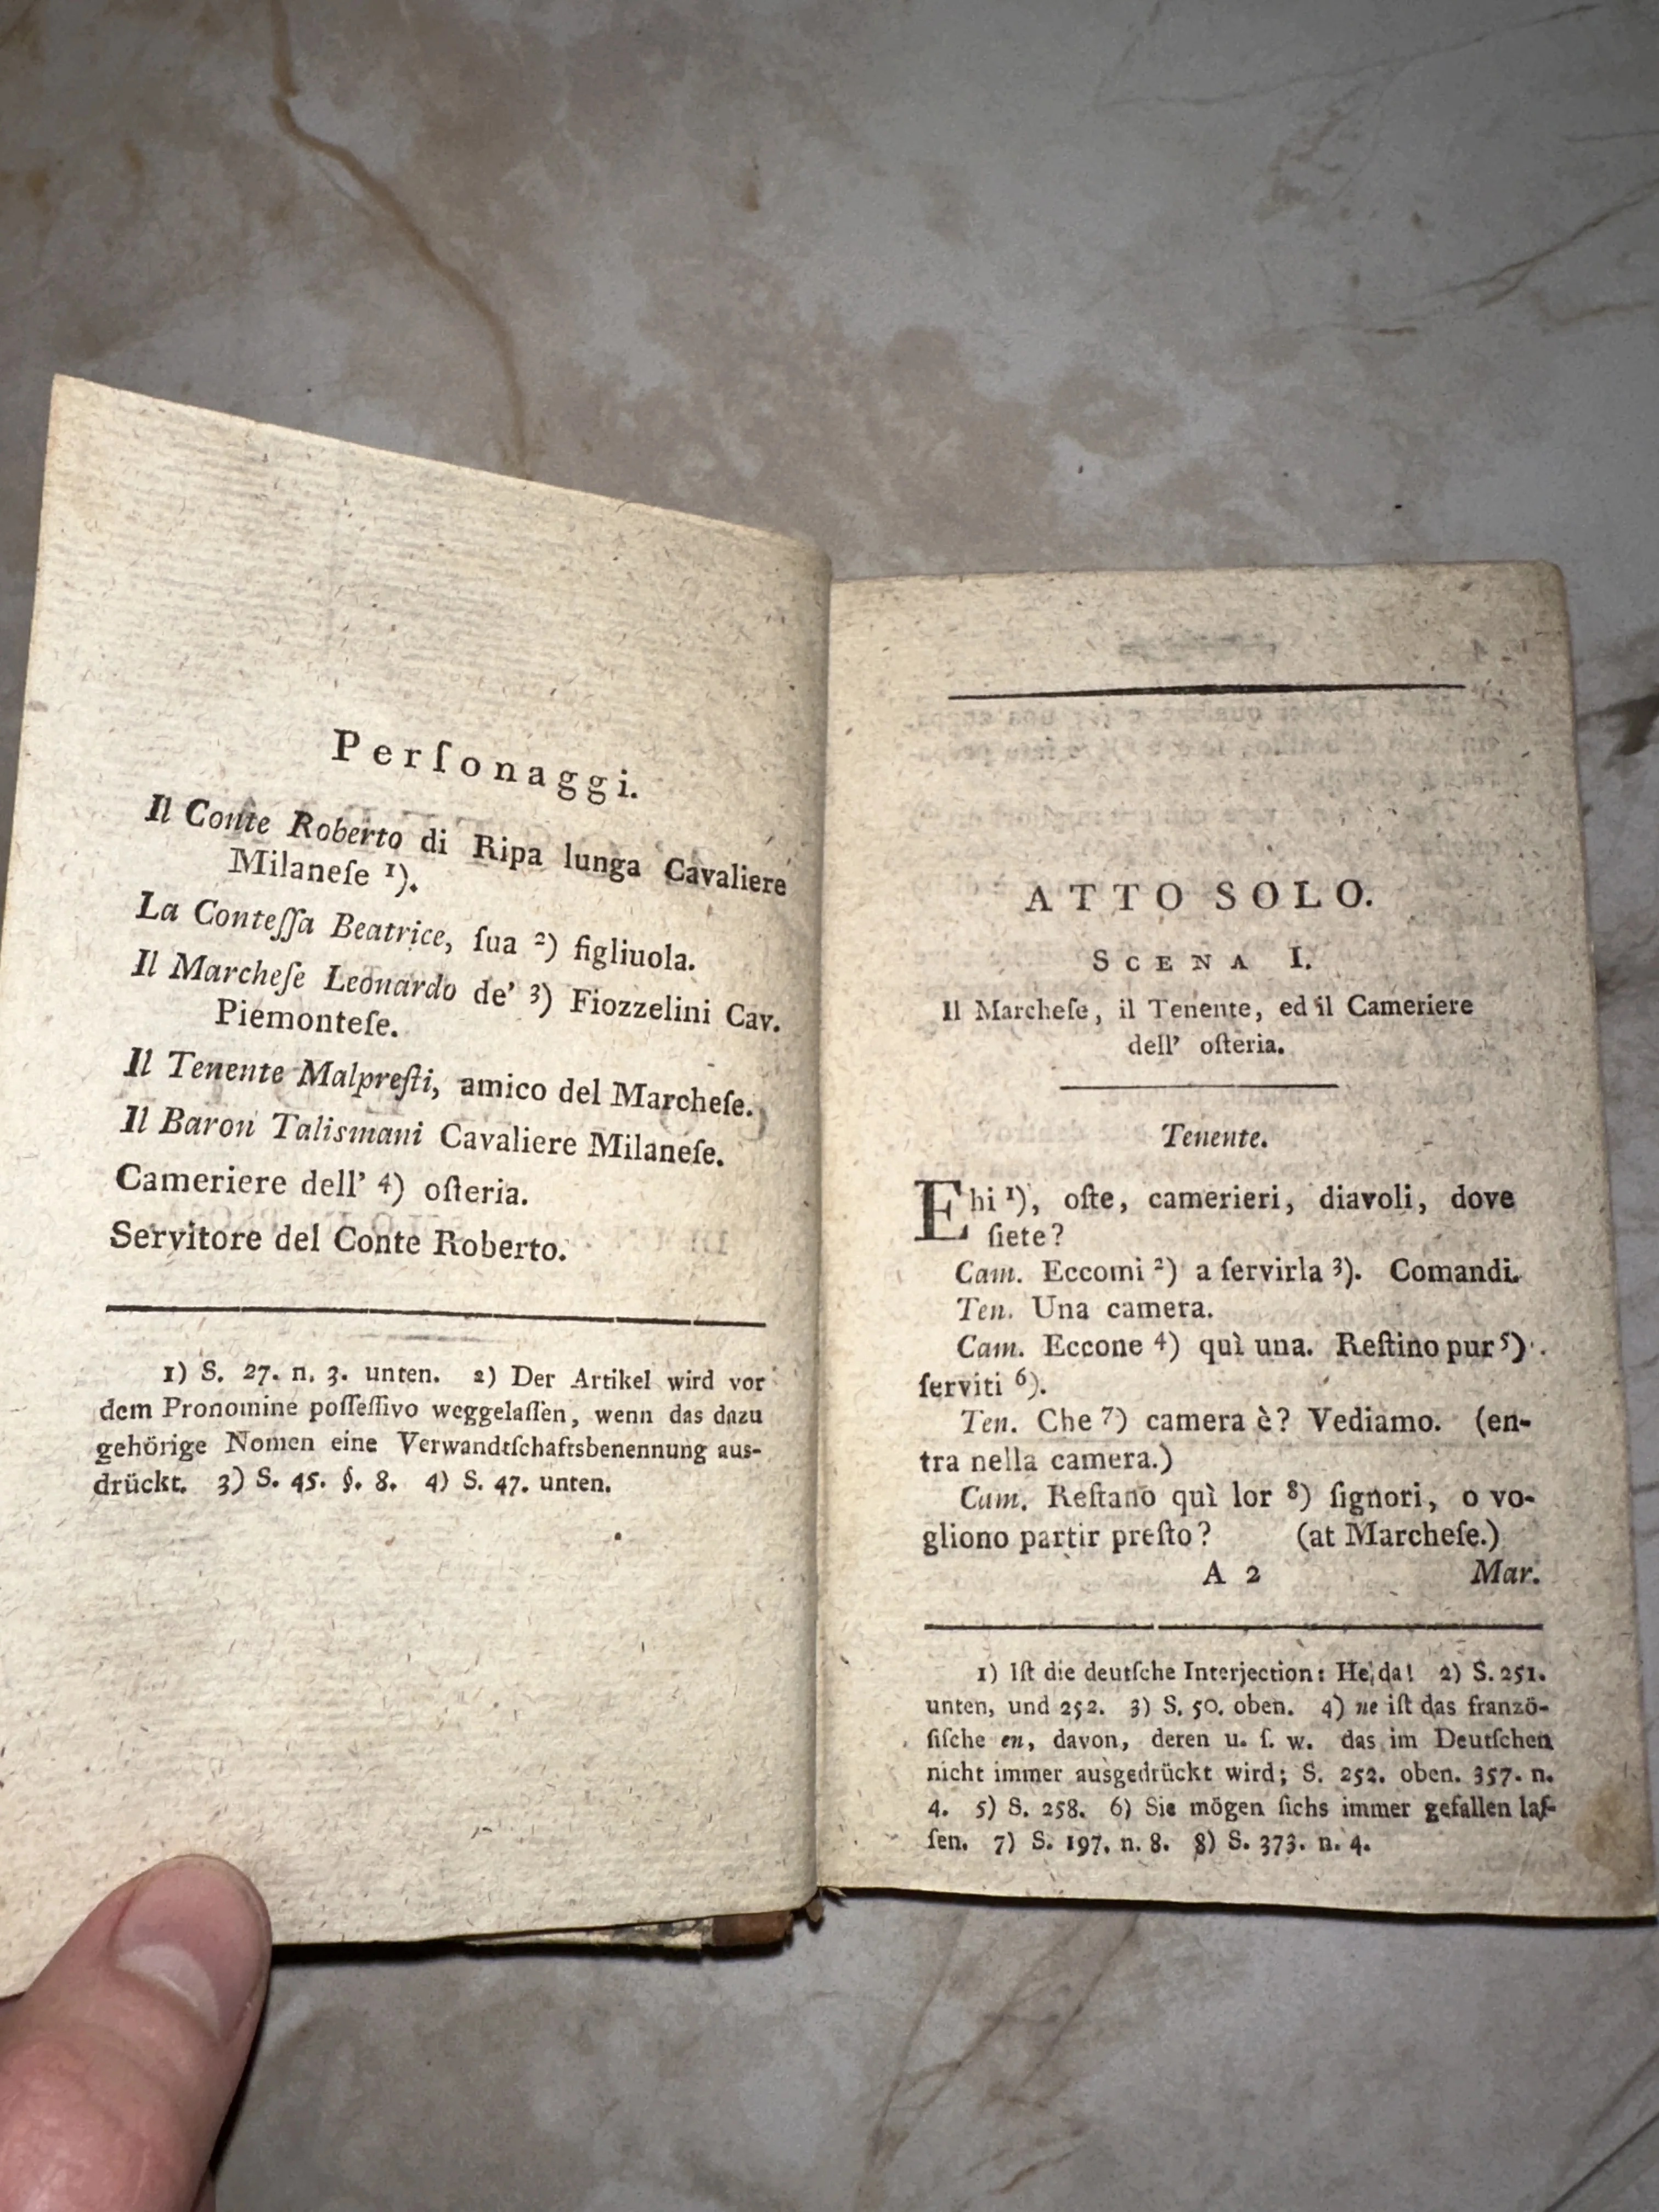 Perſonaggi.
Il Conte Roberto di Ripa lunga Cavaliere
Milaneſe 1).
La Conteſſa Beatrice, ſua 2) figliuola.
Il Marcheſe Leonardo de' 3) Fiozzelini Cav.
Piemonteſe.
Il Tenente Malpreſti, amico del Marcheſe.
Il Baron Talismani Cavaliere Milaneſe.
Cameriere dell' 4) oſteria.
Servitore del Conte Roberto.
1) S. 27. n. 3. unten. 2) Der Artikel wird vor
dem Pronomine poſſeſſivo weggelaſſen, wenn das dazu
gehörige Nomen eine Verwandtſchaftsbenennung aus-
drückt. 3) S. 45. §. 8. 4) S. 47. unten.
ATTO SOLO.
SCENA I.
Il Marcheſe, il Tenente, ed il Cameriere
dell' oſteria.
Tenente.
Ehi 1), oſte, camerieri, diavoli, dove
ſiete?
Cam. Eccomi 2) a ſervirla 3). Comandi.
Ten. Una camera.
Cam. Eccone 4) quì una. Reſtino pur 5)
ſerviti 6).
Ten. Che 7) camera è? Vediamo. (en-
tra nella camera.)
Cam. Reſtano quì lor 8) ſignori, o vo-
gliono partir preſto? (at Marcheſe.)
A 2 Mar.
1) Iſt die deutſche Interjection: He, da! 2) S. 251.
unten, und 252. 3) S. 50. oben. 4) ne iſt das franzö-
ſiſche en, davon, deren u. ſ. w. das im Deutſchen
nicht immer ausgedrückt wird; S. 252. oben. 357. n.
4. 5) S. 258. 6) Sie mögen ſichs immer gefallen laſ-
ſen. 7) S. 197. n. 8. 8) S. 373. n. 4.